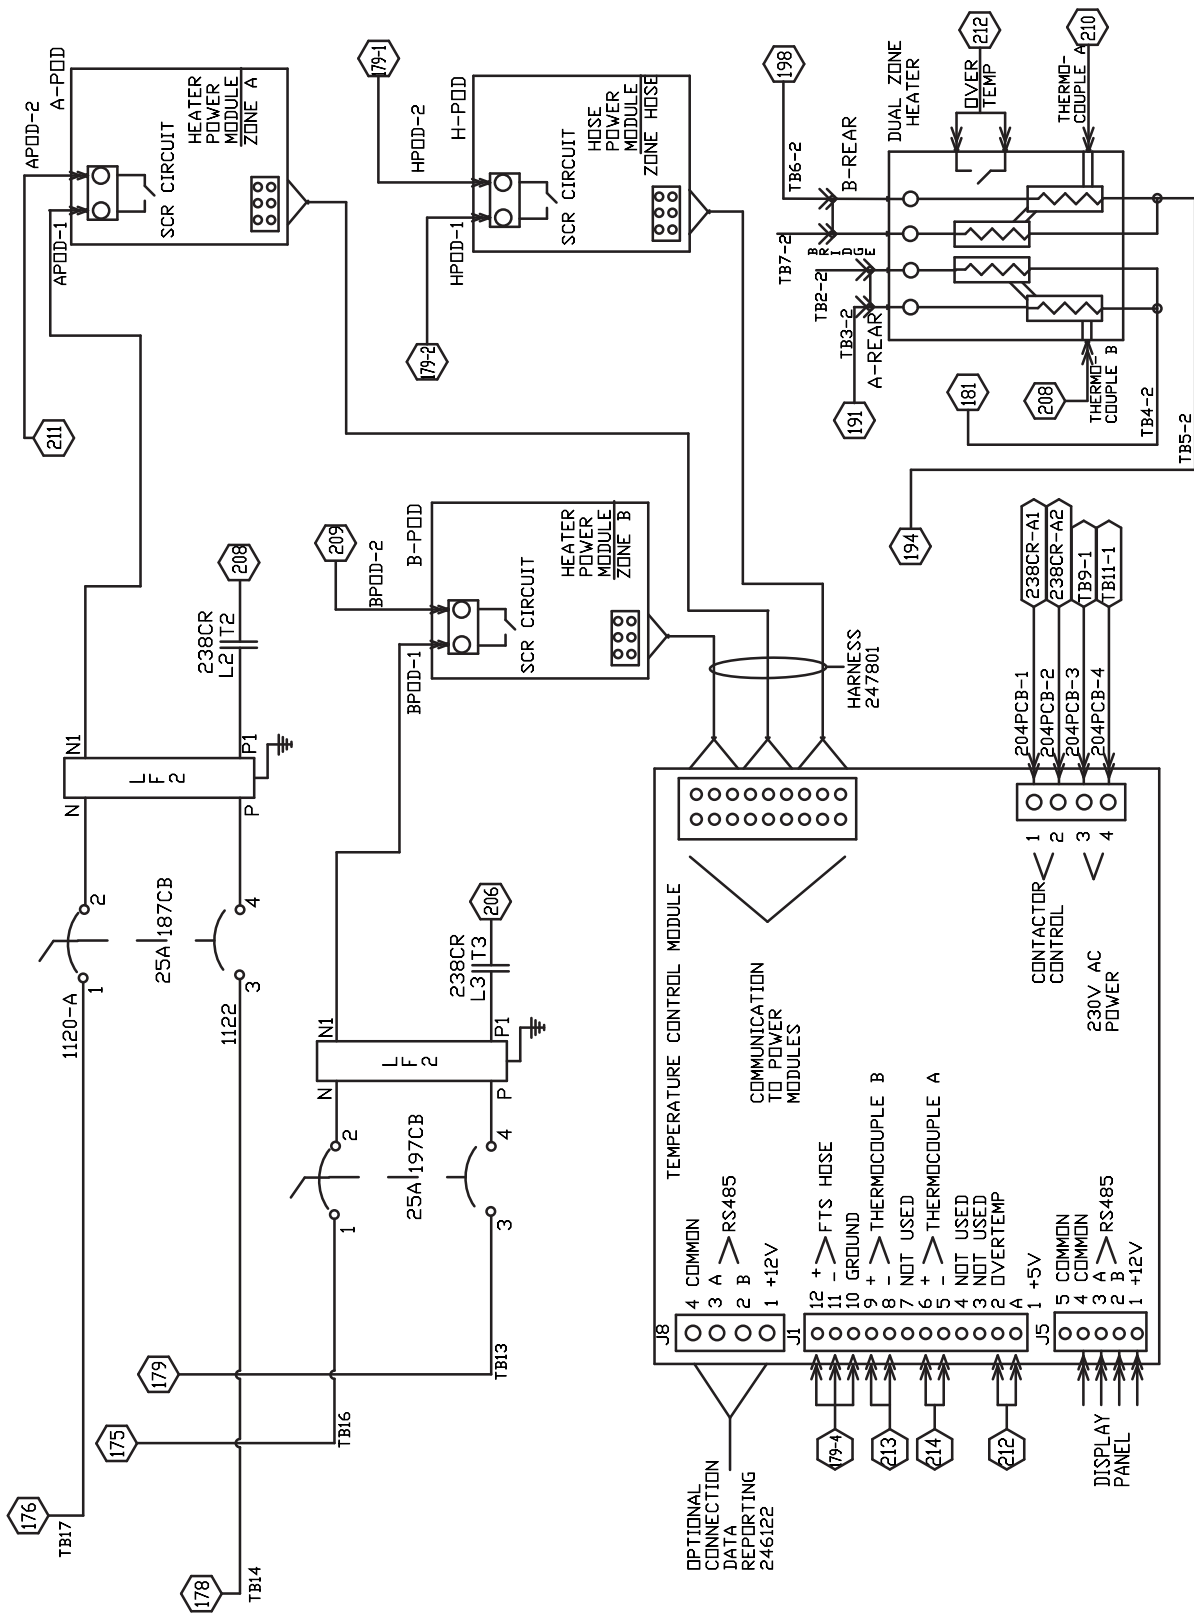 176
TB17
1120-A
1
2
25A 187CB
N
LF2
N1
211
APOD-1
APOD-2
A-POD
SCR CIRCUIT
HEATER
POWER
MODULE
ZONE A
178
TB14
1122
3
4
P
P1
238CR
L2 T2
208
175
TB16
1
2
25A 197CB
N
LF2
N1
BPOD-1
209
BPOD-2
B-POD
SCR CIRCUIT
HEATER
POWER
MODULE
ZONE B
179
TB13
3
4
P
P1
238CR
L3 T3
206
179-2
HPOD-1
179-1
HPOD-2
H-POD
SCR CIRCUIT
HOSE
POWER
MODULE
ZONE HOSE
HARNESS
247801
TEMPERATURE CONTROL MODULE
COMMUNICATION
TO POWER
MODULES
OPTIONAL
CONNECTION
DATA
REPORTING
246122
J8
4 COMMON
3 A
RS485
2 B
1 +12V
J1
12 +
FTS HOSE
11 -
10 GROUND
9 +
THERMOCOUPLE B
8 -
7 NOT USED
6 +
THERMOCOUPLE A
5 -
4 NOT USED
3 NOT USED
2 OVERTEMP
A
1 +5V
179-4
213
214
212
J5
5 COMMON
4 COMMON
3 A
RS485
2 B
1 +12V
DISPLAY
PANEL
CONTACTOR
CONTROL
1
2
230V AC
POWER
3
4
204PCB-1
238CR-A1
204PCB-2
238CR-A2
204PCB-3
TB9-1
204PCB-4
TB11-1
198
TB6-2
TB7-2
BRIDGE
B-REAR
TB2-2
TB3-2
A-REAR
191
DUAL ZONE
HEATER
OVER
TEMP
212
THERMO-
COUPLE A
210
181
208
THERMO-
COUPLE B
TB4-2
194
TB5-2